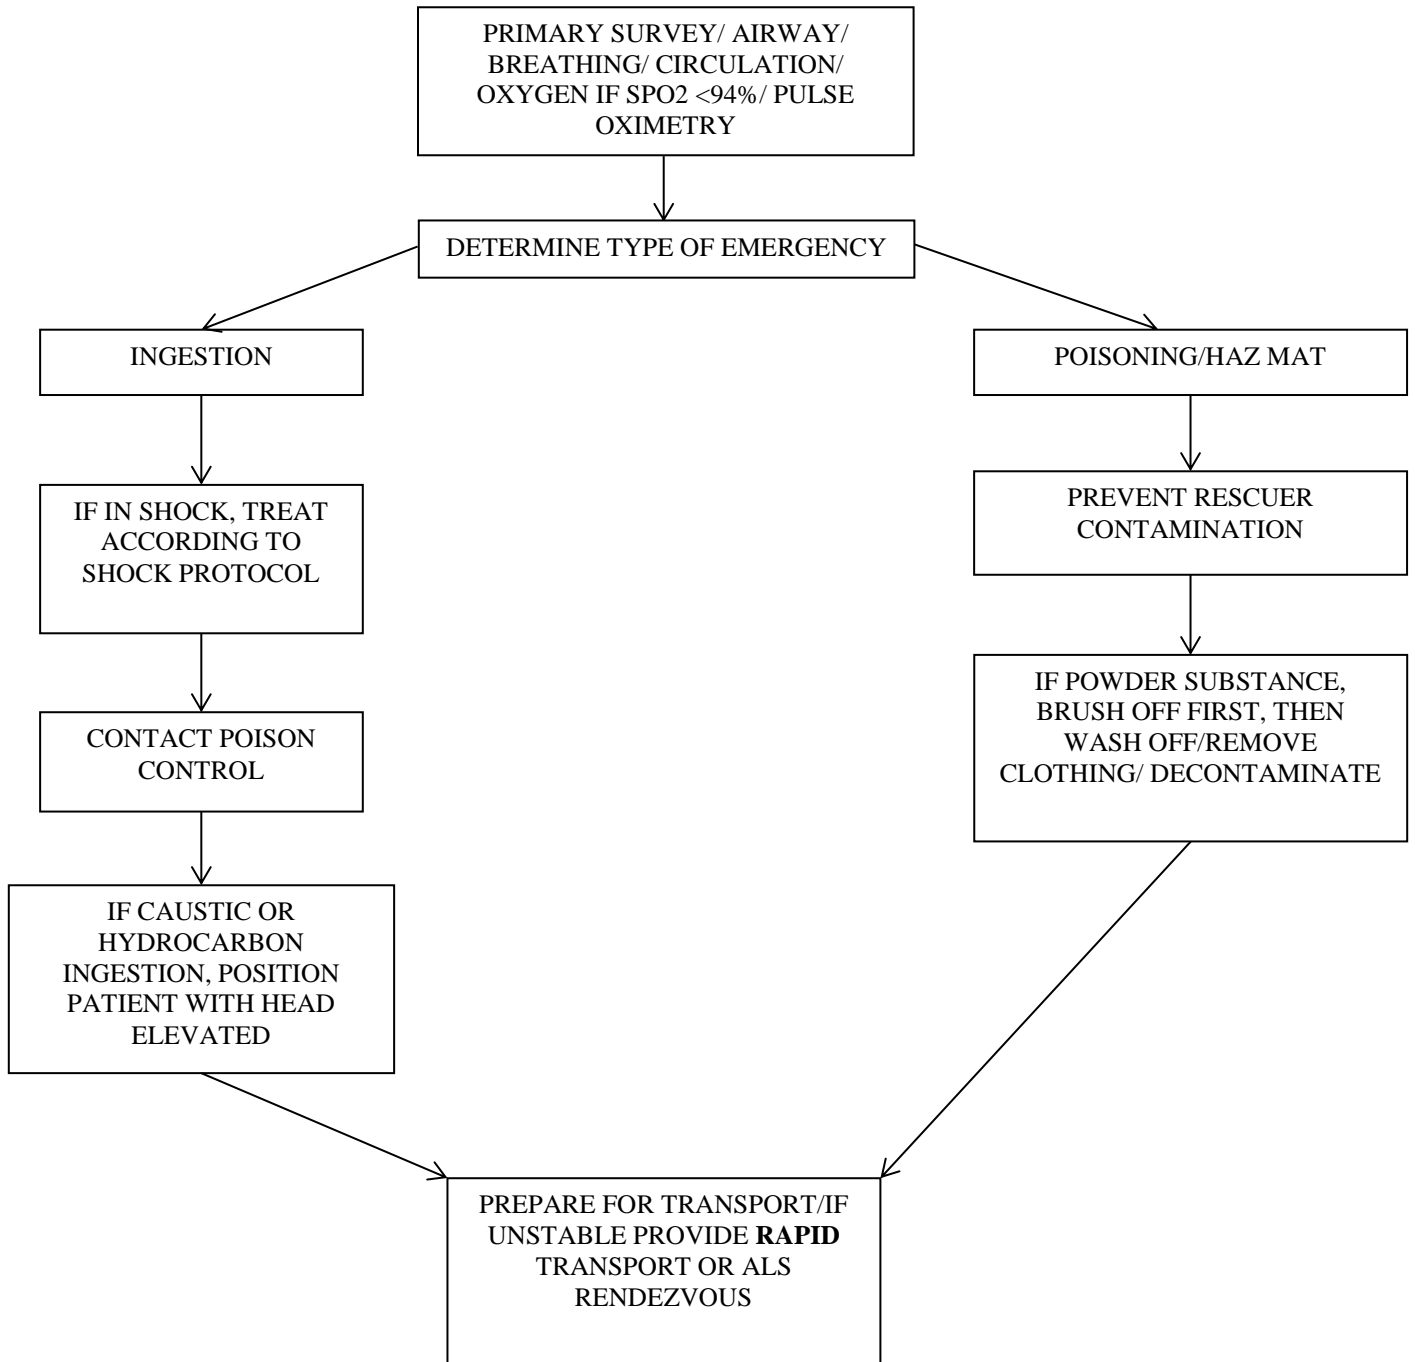 PRIMARY SURVEY/ AIRWAY/
BREATHING/ CIRCULATION/
OXYGEN IF SPO2 <94%/ PULSE
OXIMETRY
DETERMINE TYPE OF EMERGENCY
INGESTION
IF IN SHOCK, TREAT
ACCORDING TO
SHOCK PROTOCOL
CONTACT POISON
CONTROL
IF CAUSTIC OR
HYDROCARBON
INGESTION, POSITION
PATIENT WITH HEAD
ELEVATED
POISONING/HAZ MAT
PREVENT RESCUER
CONTAMINATION
IF POWDER SUBSTANCE,
BRUSH OFF FIRST, THEN
WASH OFF/REMOVE
CLOTHING/ DECONTAMINATE
PREPARE FOR TRANSPORT/IF
UNSTABLE PROVIDE RAPID
TRANSPORT OR ALS
RENDEZVOUS